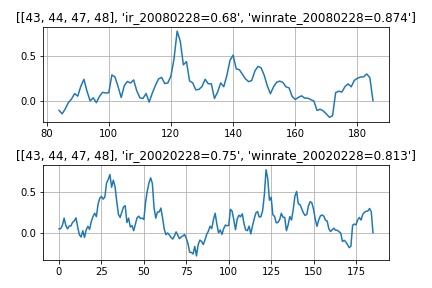 [[43, 44, 47, 48], 'ir_20080228=0.68', 'winrate_20080228=0.874']
0.5
0.0
80 100 120 140 160 180
[[43, 44, 47, 48], 'ir_20020228=0.75', 'winrate_20020228=0.813']
0.5
0.0
0 25 50 75 100 125 150 175